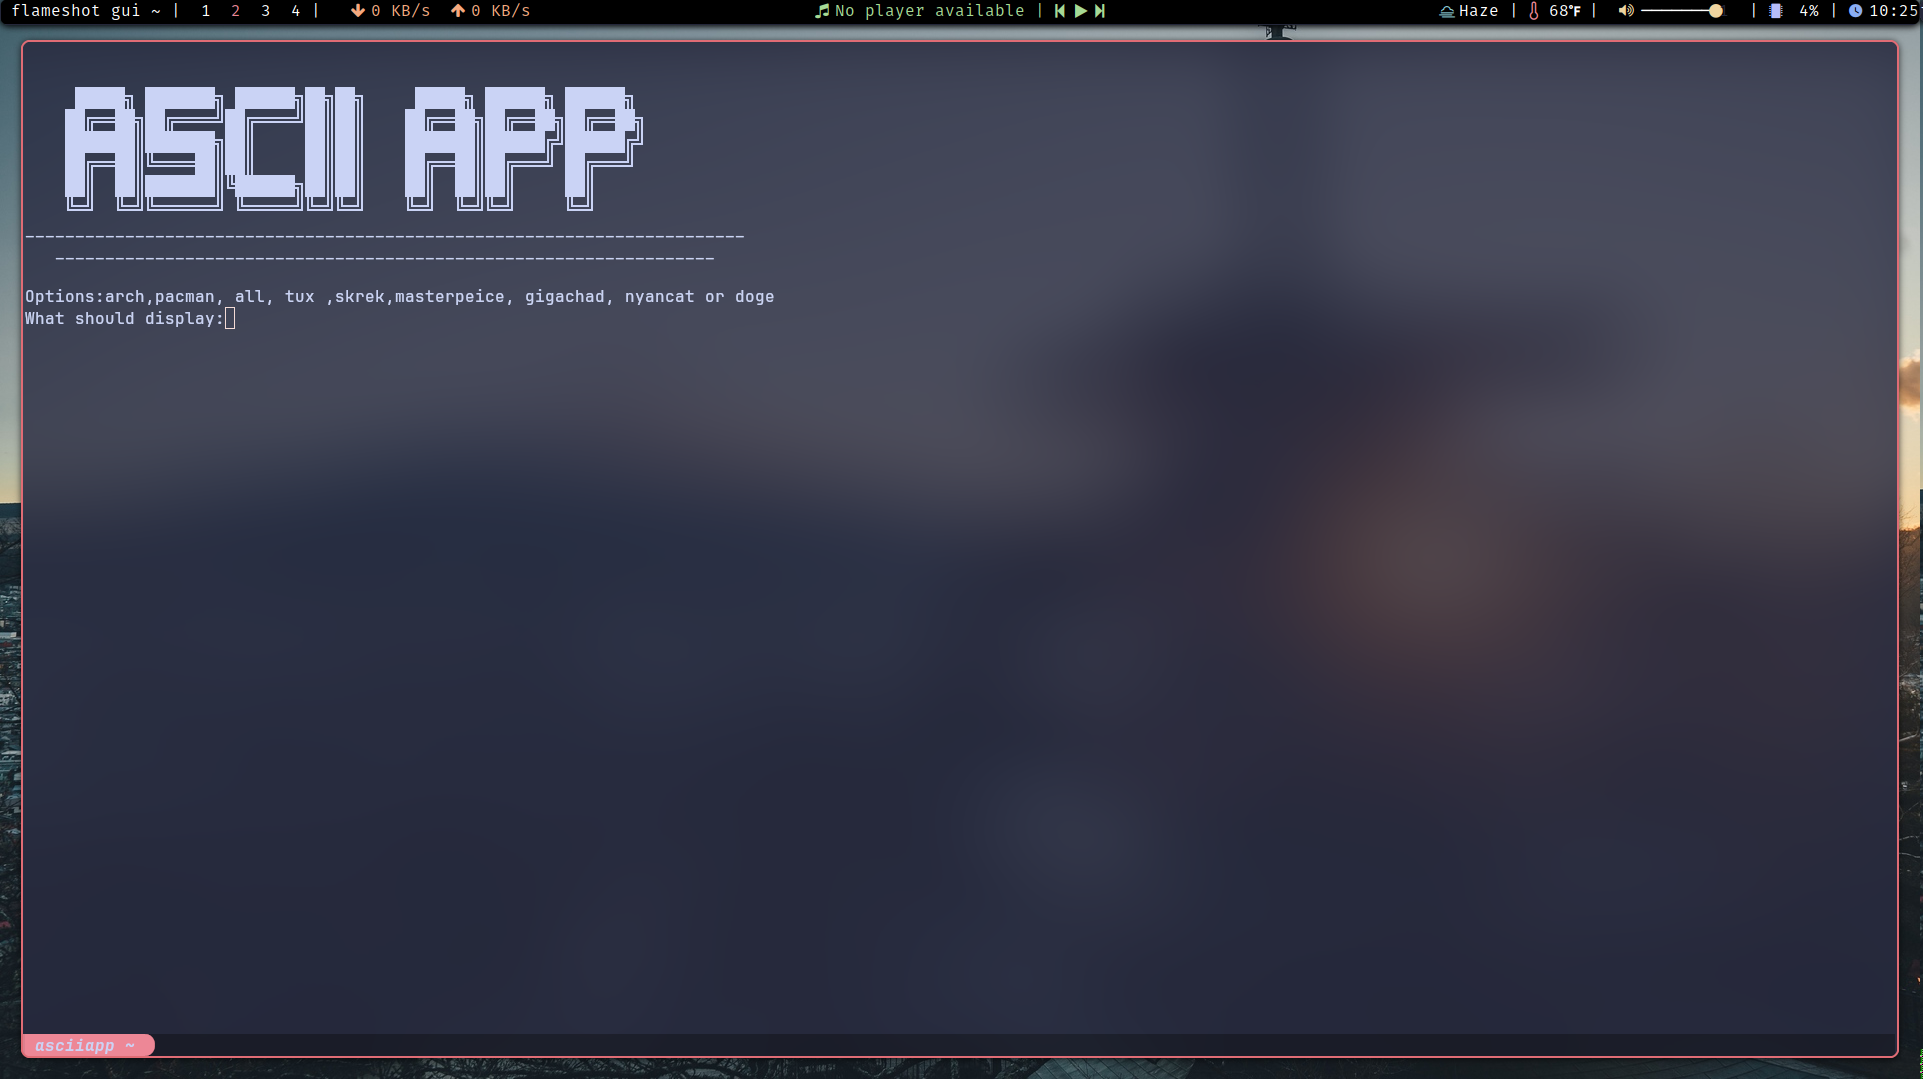 flameshot gui ~ | 1 2 3 4 | 0 KB/s 0 KB/s No player available | Haze | 68°F | | 4% | 10:25
ASCII APP
------------------------------------------------------------------------
------------------------------------------------------------------
Options:arch,pacman, all, tux ,skrek,masterpeice, gigachad, nyancat or doge
What should display:
asciiapp ~